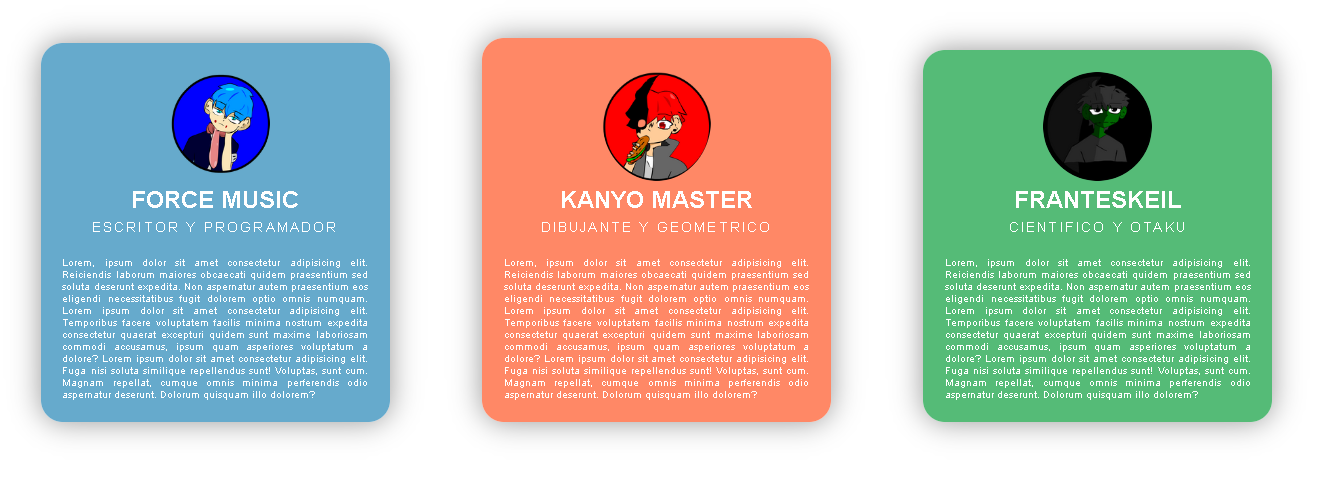 FORCE MUSIC
ESCRITOR Y PROGRAMADOR
Lorem, ipsum dolor sit amet consectetur adipisicing elit.
Reiciendis laborum maiores obcaecati quidem praesentium sed
soluta deserunt expedita. Non aspernatur autem praesentium eos
eligendi necessitatibus fugit dolorem optio omnis numquam.
Lorem ipsum dolor sit amet consectetur adipisicing elit.
Temporibus facere voluptatem facilis minima nostrum expedita
consectetur quaerat excepturi quidem sunt maxime laboriosam
commodi accusamus, ipsum quam asperiores voluptatum a
dolore? Lorem ipsum dolor sit amet consectetur adipisicing elit.
Fuga nisi soluta similique repellendus sunt! Voluptas, sunt cum.
Magnam repellat, cumque omnis minima perferendis odio
aspernatur deserunt. Dolorum quisquam illo dolorem?
KANYO MASTER
DIBUJANTE Y GEOMETRICO
Lorem, ipsum dolor sit amet consectetur adipisicing elit.
Reiciendis laborum maiores obcaecati quidem praesentium sed
soluta deserunt expedita. Non aspernatur autem praesentium eos
eligendi necessitatibus fugit dolorem optio omnis numquam.
Lorem ipsum dolor sit amet consectetur adipisicing elit.
Temporibus facere voluptatem facilis minima nostrum expedita
consectetur quaerat excepturi quidem sunt maxime laboriosam
commodi accusamus, ipsum quam asperiores voluptatum a
dolore? Lorem ipsum dolor sit amet consectetur adipisicing elit.
Fuga nisi soluta similique repellendus sunt! Voluptas, sunt cum.
Magnam repellat, cumque omnis minima perferendis odio
aspernatur deserunt. Dolorum quisquam illo dolorem?
FRANTESKEIL
CIENTIFICO Y OTAKU
Lorem, ipsum dolor sit amet consectetur adipisicing elit.
Reiciendis laborum maiores obcaecati quidem praesentium sed
soluta deserunt expedita. Non aspernatur autem praesentium eos
eligendi necessitatibus fugit dolorem optio omnis numquam.
Lorem ipsum dolor sit amet consectetur adipisicing elit.
Temporibus facere voluptatem facilis minima nostrum expedita
consectetur quaerat excepturi quidem sunt maxime laboriosam
commodi accusamus, ipsum quam asperiores voluptatum a
dolore? Lorem ipsum dolor sit amet consectetur adipisicing elit.
Fuga nisi soluta similique repellendus sunt! Voluptas, sunt cum.
Magnam repellat, cumque omnis minima perferendis odio
aspernatur deserunt. Dolorum quisquam illo dolorem?